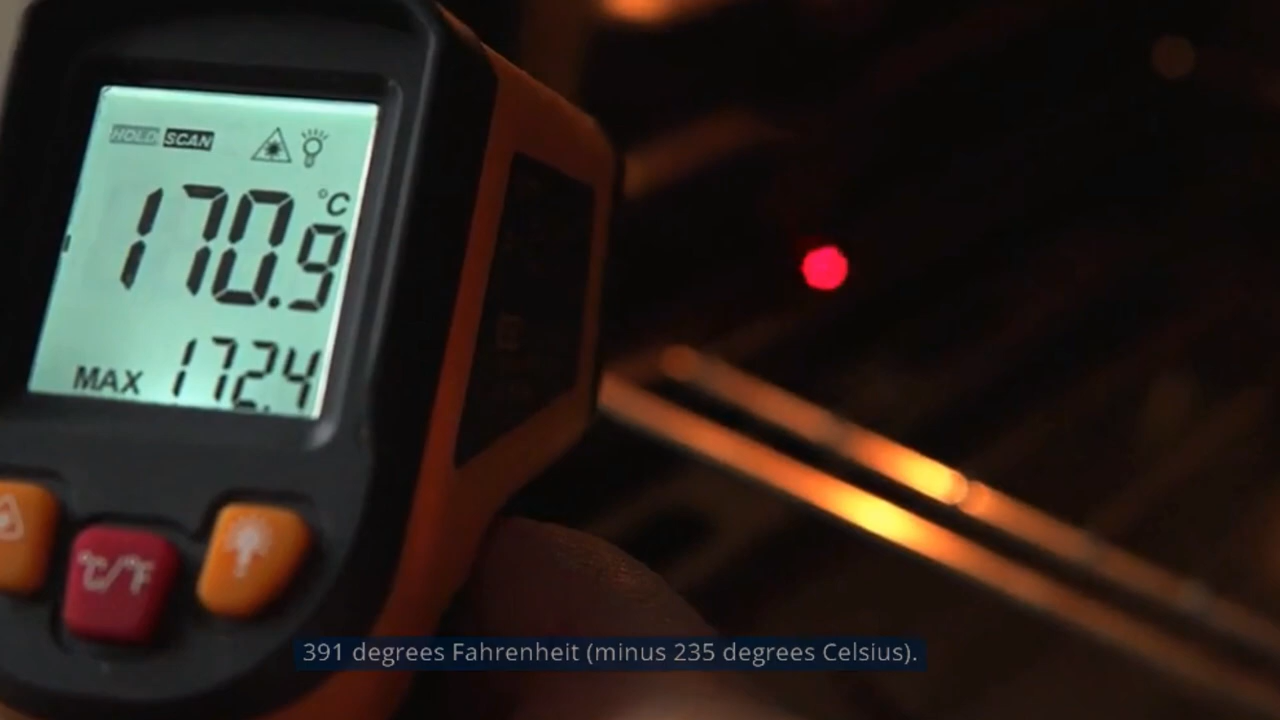 HOLD SCAN
°C
170.9
MAX 172.4
°C/°F
391 degrees Fahrenheit (minus 235 degrees Celsius).